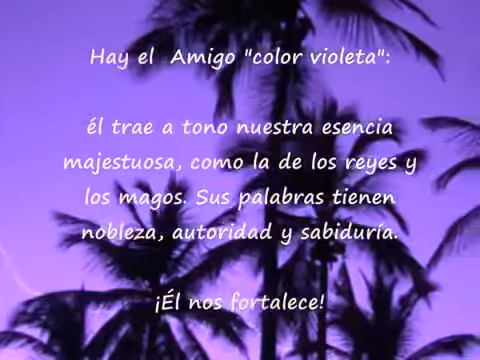 Hay el Amigo "color violeta":
él trae a tono nuestra esencia
majestuosa, como la de los reyes y
los magos. Sus palabras tienen
nobleza, autoridad y sabiduría.
¡Él nos fortalece!